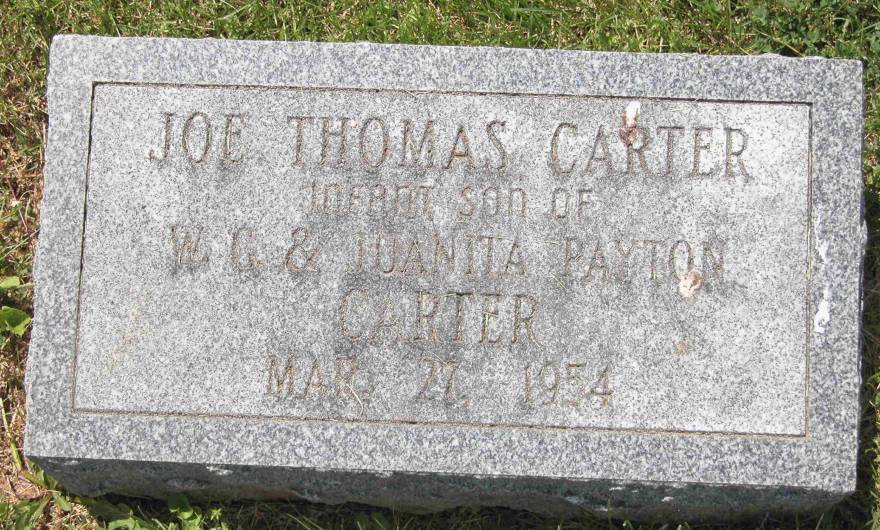 JOE THOMAS CARTER
INFANT SON OF
W. G. & JUANITA PAYTON
CARTER
MAR. 27, 1954